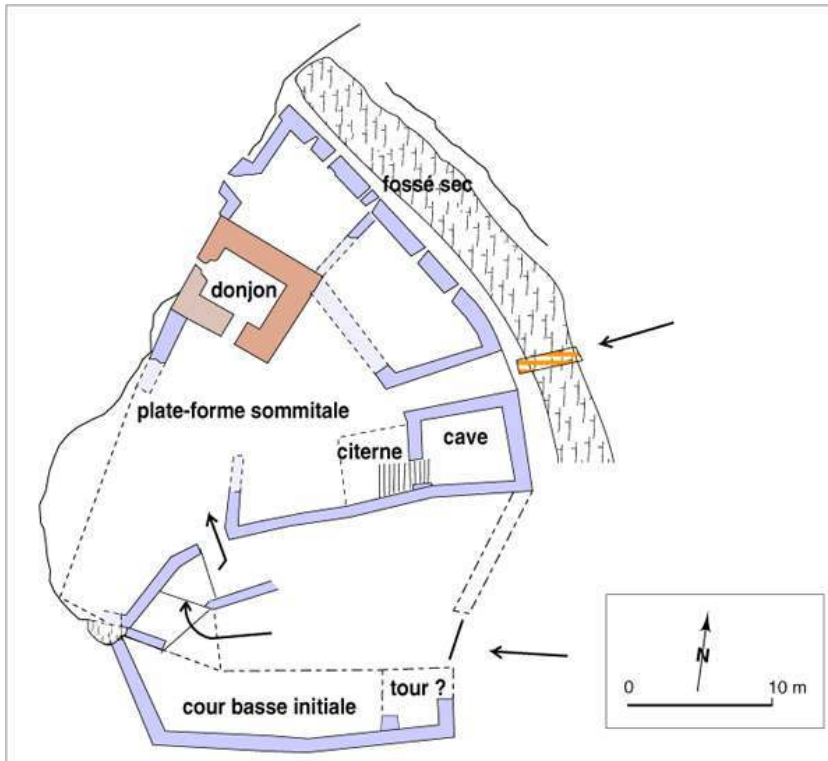 fossé sec
donjon
plate-forme sommitale
citerne
cave
cour basse initiale
tour ?
N
0 10 m